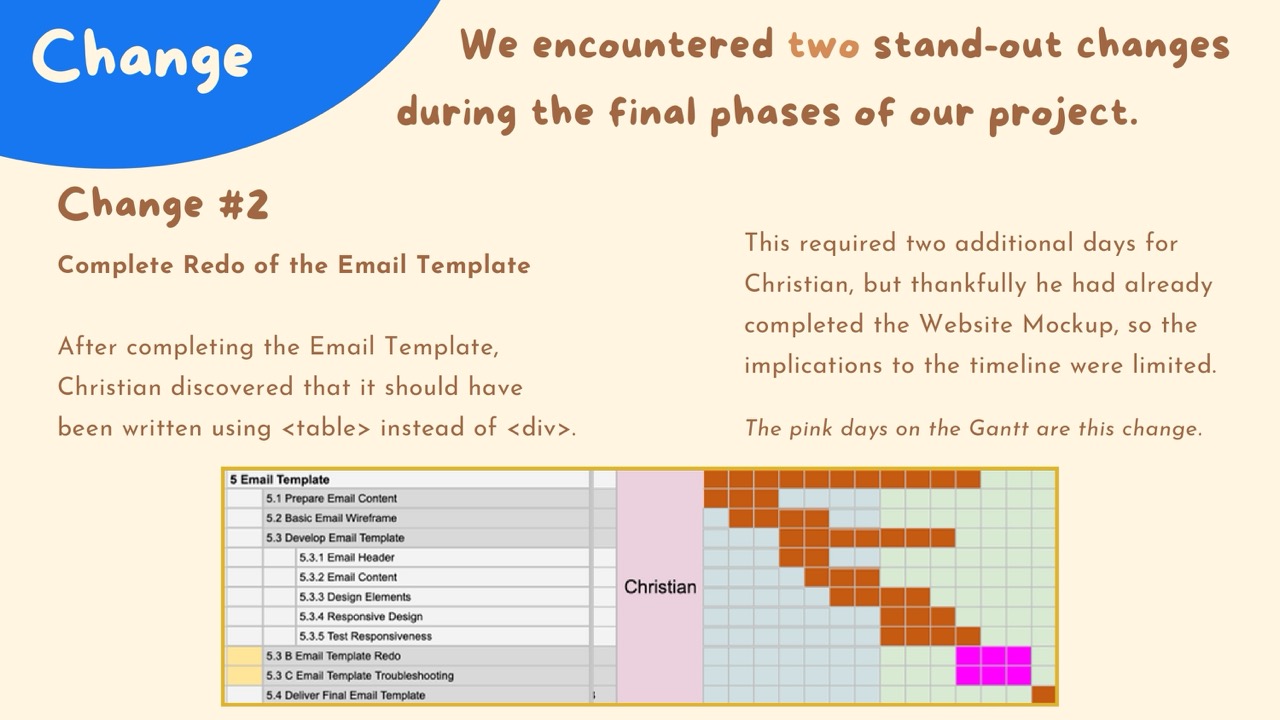 Change
We encountered two stand-out changes
during the final phases of our project.
Change #2
Complete Redo of the Email Template
After completing the Email Template,
Christian discovered that it should have
been written using <table> instead of <div>.
This required two additional days for
Christian, but thankfully he had already
completed the Website Mockup, so the
implications to the timeline were limited.
The pink days on the Gantt are this change.
5 Email Template
5.1 Prepare Email Content
5.2 Basic Email Wireframe
5.3 Develop Email Template
5.3.1 Email Header
5.3.2 Email Content
5.3.3 Design Elements
5.3.4 Responsive Design
5.3.5 Test Responsiveness
5.3 B Email Template Redo
5.3 C Email Template Troubleshooting
5.4 Deliver Final Email Template
Christian